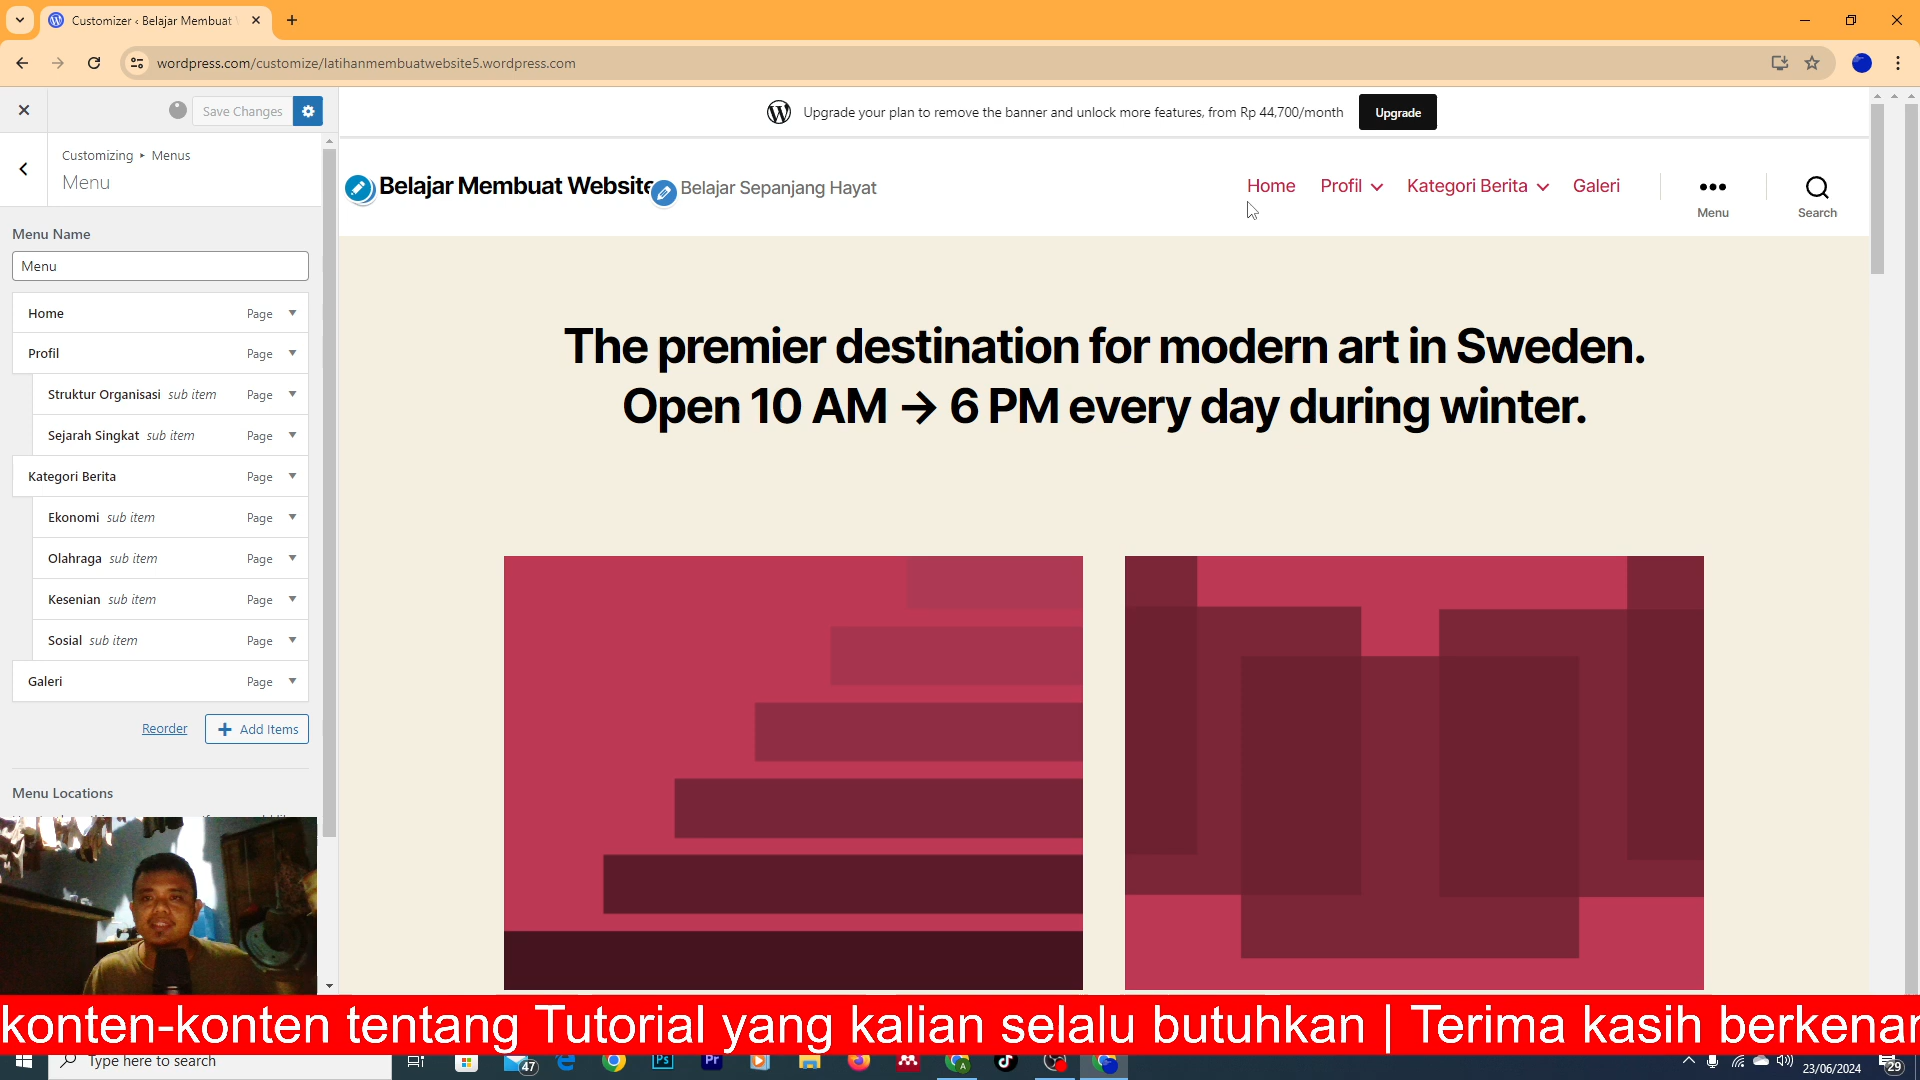 Customizer ‹ Belajar Membuat
wordpress.com/customize/latihanmembuatwebsite5.wordpress.com
Save Changes
Upgrade your plan to remove the banner and unlock more features, from Rp 44,700/month
Upgrade
Customizing ▸ Menus
Menu
Belajar Membuat Website
Belajar Sepanjang Hayat
Home
Profil
Kategori Berita
Galeri
Menu
Search
Menu Name
Menu
Home Page
Profil Page
Struktur Organisasi sub item Page
Sejarah Singkat sub item Page
Kategori Berita Page
Ekonomi sub item Page
Olahraga sub item Page
Kesenian sub item Page
Sosial sub item Page
Galeri Page
Reorder
Add Items
Menu Locations
The premier destination for modern art in Sweden.
Open 10 AM → 6 PM every day during winter.
konten-konten tentang Tutorial yang kalian selalu butuhkan | Terima kasih berkenan
Type here to search
47
Ps
Pr
A
23/06/2024
29